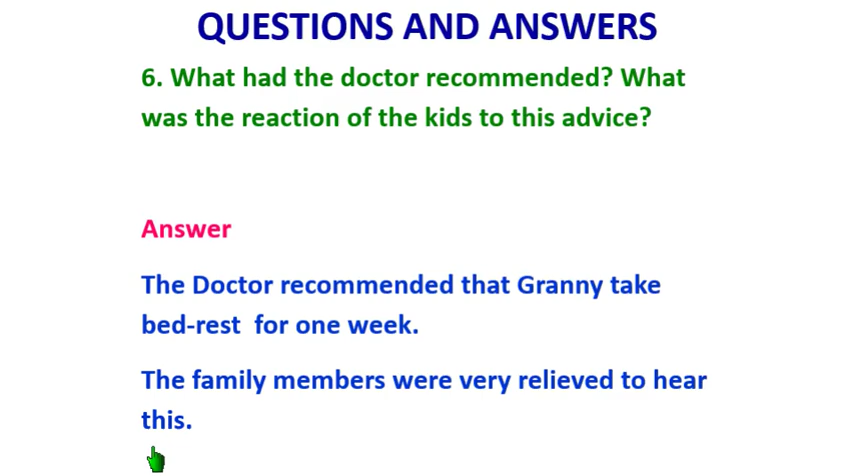 QUESTIONS AND ANSWERS
6. What had the doctor recommended? What
was the reaction of the kids to this advice?
Answer
The Doctor recommended that Granny take
bed-rest  for one week.
The family members were very relieved to hear
this.